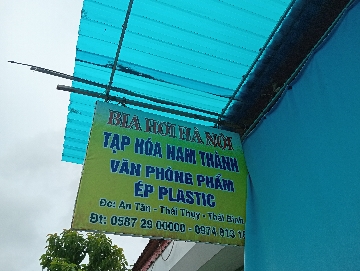 BIA HƠI HÀ NỘI
TẠP HÓA NAM THÀNH
VĂN PHÒNG PHẨM
ÉP PLASTIC
Đc: An Tân - Thái Thụy - Thái Bình
Đt: 0587 29 00000 - 0974 813